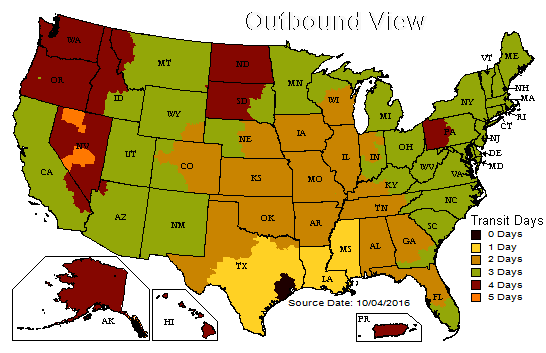 Outbound View
WA
OR
CA
ID
NV
MT
WY
UT
AZ
CO
NM
ND
SD
NE
KS
OK
TX
MN
IA
MO
AR
LA
WI
IL
MI
IN
OH
KY
TN
MS
AL
GA
FL
SC
NC
VA
WV
PA
NY
VT
ME
NH
MA
RI
CT
NJ
DE
MD
AK
HI
PR
Transit Days
0 Days
1 Day
2 Days
3 Days
4 Days
5 Days
Source Date: 10/04/2016